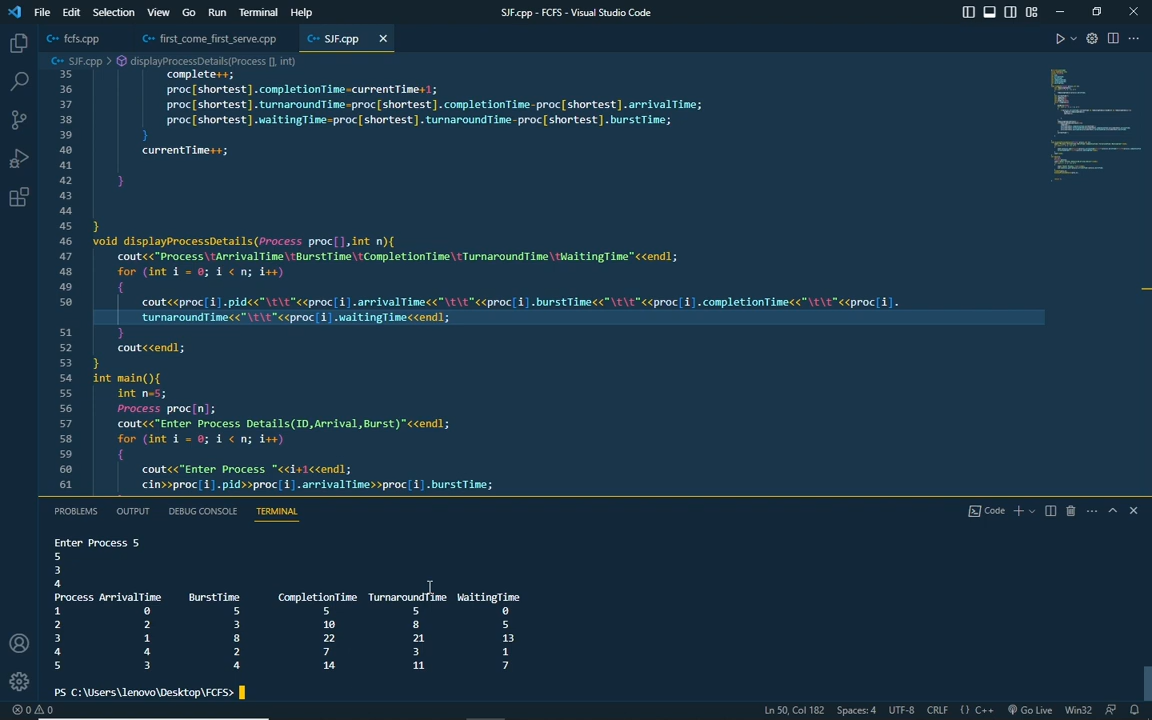 File Edit Selection View Go Run Terminal Help SJF.cpp - FCFS - Visual Studio Code
C++ fcfs.cpp C++ first_come_first_serve.cpp C++ SJF.cpp
C++ SJF.cpp > displayProcessDetails(Process [], int)
35 complete++;
36 proc[shortest].completionTime=currentTime+1;
37 proc[shortest].turnaroundTime=proc[shortest].completionTime-proc[shortest].arrivalTime;
38 proc[shortest].waitingTime=proc[shortest].turnaroundTime-proc[shortest].burstTime;
39 }
40 currentTime++;
41
42 }
43
44
45 }
46 void displayProcessDetails(Process proc[],int n){
47 cout<<"Process\tArrivalTime\tBurstTime\tCompletionTime\tTurnaroundTime\tWaitingTime"<<endl;
48 for (int i = 0; i < n; i++)
49 {
50 cout<<proc[i].pid<<"\t\t"<<proc[i].arrivalTime<<"\t\t"<<proc[i].burstTime<<"\t\t"<<proc[i].completionTime<<"\t\t"<<proc[i].
turnaroundTime<<"\t\t"<<proc[i].waitingTime<<endl;
51 }
52 cout<<endl;
53 }
54 int main(){
55 int n=5;
56 Process proc[n];
57 cout<<"Enter Process Details(ID,Arrival,Burst)"<<endl;
58 for (int i = 0; i < n; i++)
59 {
60 cout<<"Enter Process "<<i+1<<endl;
61 cin>>proc[i].pid>>proc[i].arrivalTime>>proc[i].burstTime;
PROBLEMS OUTPUT DEBUG CONSOLE TERMINAL Code
Enter Process 5
5
3
4
Process ArrivalTime BurstTime CompletionTime TurnaroundTime WaitingTime
1 0 5 5 5 0
2 2 3 10 8 5
3 1 8 22 21 13
4 4 2 7 3 1
5 3 4 14 11 7
PS C:\Users\lenovo\Desktop\FCFS>
0 0 Ln 50, Col 182 Spaces: 4 UTF-8 CRLF {} C++ Go Live Win32